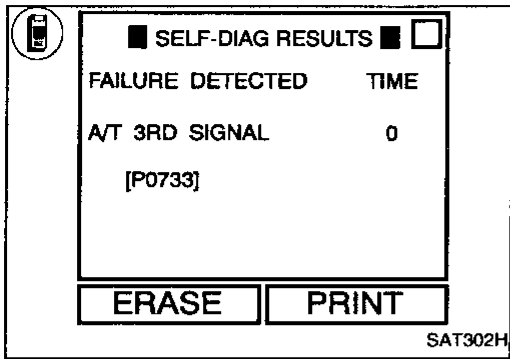 SELF-DIAG RESULTS
FAILURE DETECTED TIME
A/T 3RD SIGNAL 0
[P0733]
ERASE PRINT
SAT302H